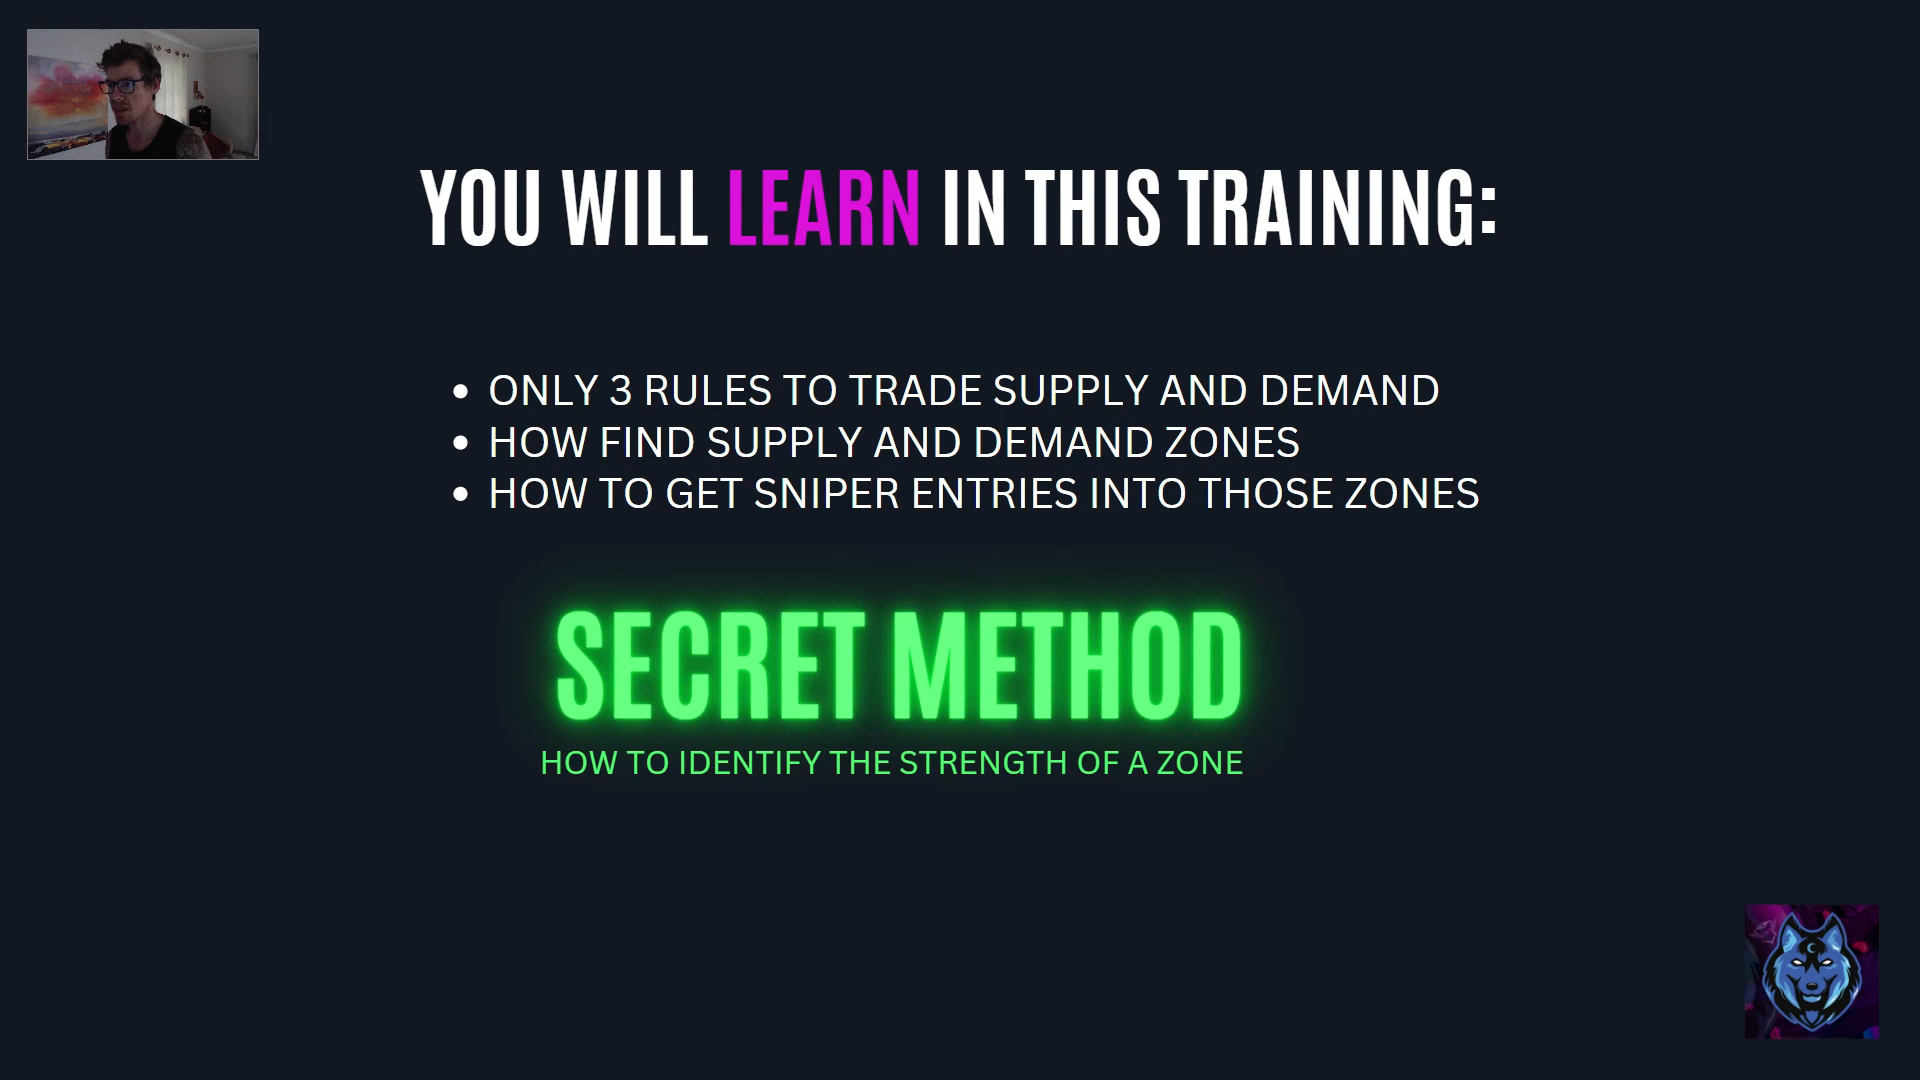 YOU WILL LEARN IN THIS TRAINING:
• ONLY 3 RULES TO TRADE SUPPLY AND DEMAND
• HOW FIND SUPPLY AND DEMAND ZONES
• HOW TO GET SNIPER ENTRIES INTO THOSE ZONES
SECRET METHOD
HOW TO IDENTIFY THE STRENGTH OF A ZONE